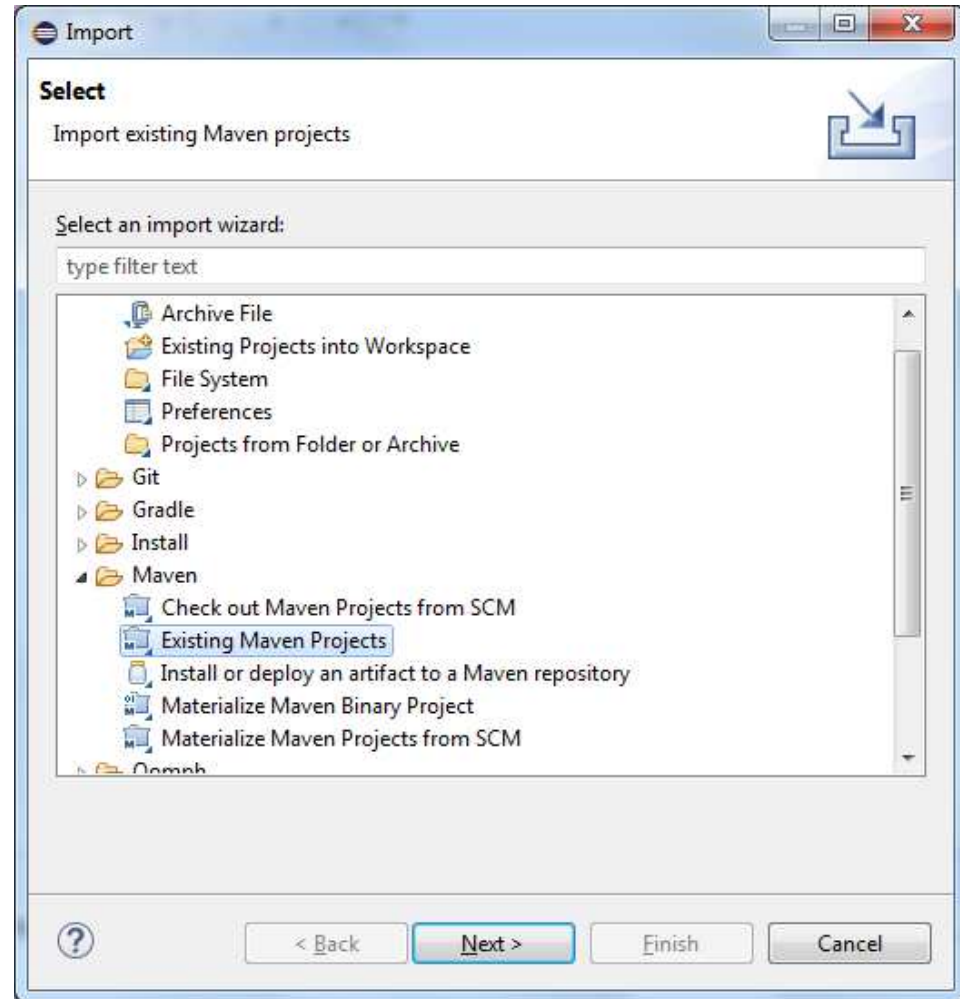 Import
Select
Import existing Maven projects
Select an import wizard:
type filter text
Archive File
Existing Projects into Workspace
File System
Preferences
Projects from Folder or Archive
Git
Gradle
Install
Maven
Check out Maven Projects from SCM
Existing Maven Projects
Install or deploy an artifact to a Maven repository
Materialize Maven Binary Project
Materialize Maven Projects from SCM
Oomph
< Back Next > Finish Cancel